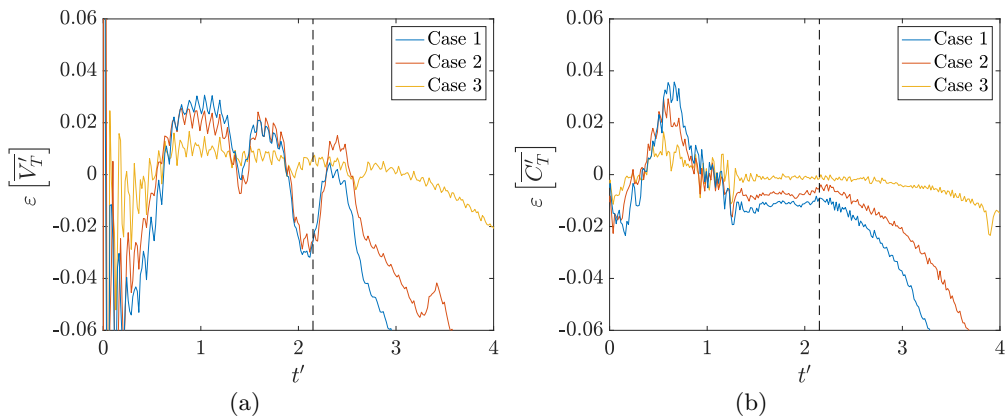 0.06
0.04
0.02
0
-0.02
-0.04
-0.06
ε [V̅′_T̅]
0 1 2 3 4
t′
Case 1
Case 2
Case 3
(a)
0.06
0.04
0.02
0
-0.02
-0.04
-0.06
ε [C̅′_T̅]
0 1 2 3 4
t′
Case 1
Case 2
Case 3
(b)